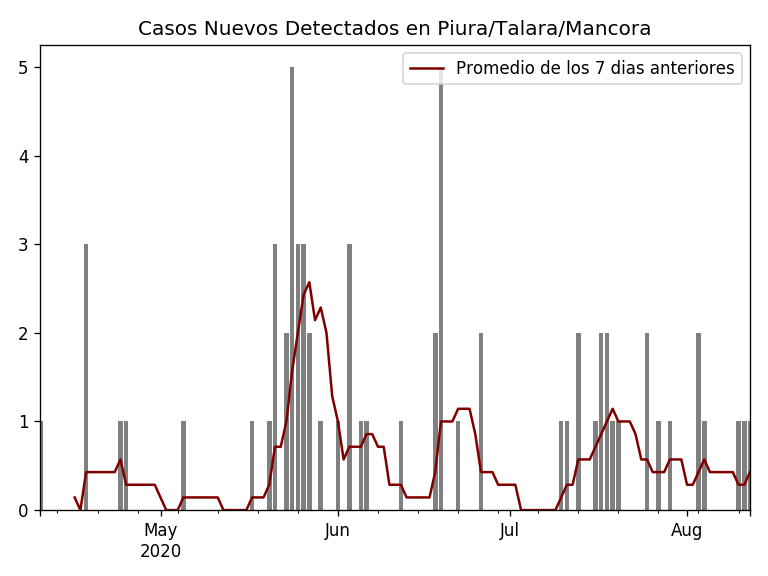 Casos Nuevos Detectados en Piura/Talara/Mancora
Promedio de los 7 dias anteriores
5
4
3
2
1
0
May
2020
Jun
Jul
Aug